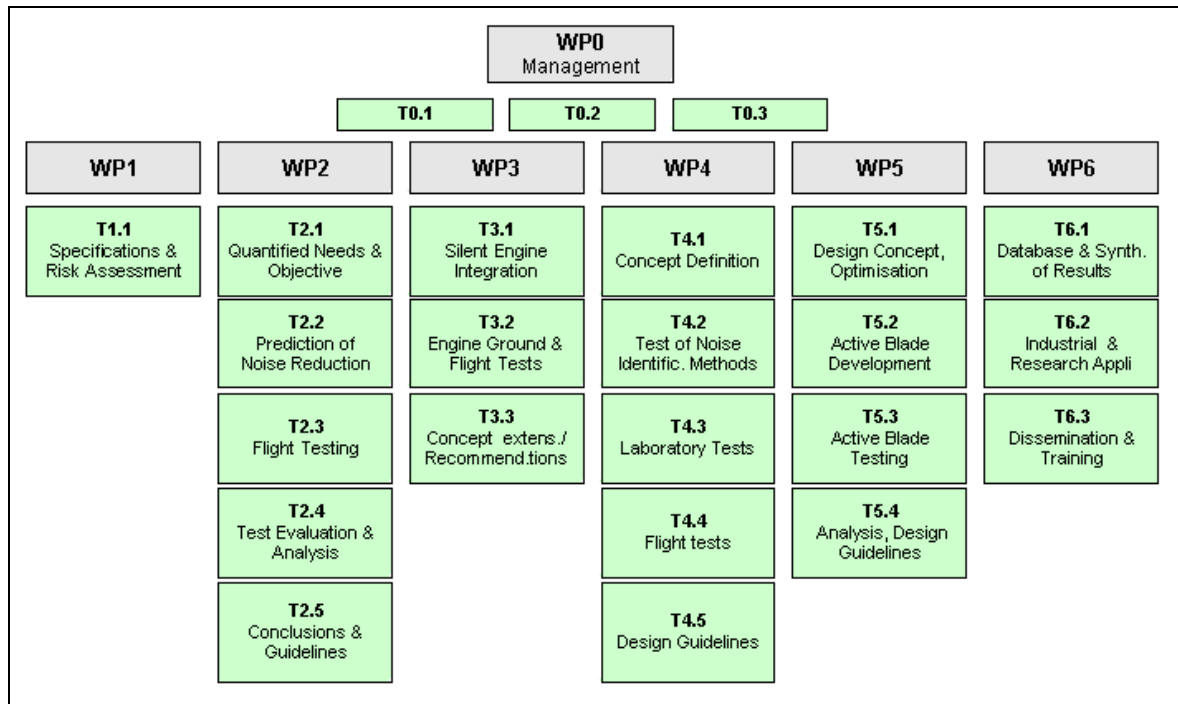 WP0
Management
T0.1
T0.2
T0.3
WP1
WP2
WP3
WP4
WP5
WP6
T1.1
Specifications &
Risk Assessment
T2.1
Quantified Needs &
Objective
T2.2
Prediction of
Noise Reduction
T2.3
Flight Testing
T2.4
Test Evaluation &
Analysis
T2.5
Conclusions &
Guidelines
T3.1
Silent Engine
Integration
T3.2
Engine Ground &
Flight Tests
T3.3
Concept extens./
Recommend.tions
T4.1
Concept Definition
T4.2
Test of Noise
Identific. Methods
T4.3
Laboratory Tests
T4.4
Flight tests
T4.5
Design Guidelines
T5.1
Design Concept,
Optimisation
T5.2
Active Blade
Development
T5.3
Active Blade
Testing
T5.4
Analysis, Design
Guidelines
T6.1
Database & Synth.
of Results
T6.2
Industrial &
Research Appli
T6.3
Dissemination &
Training